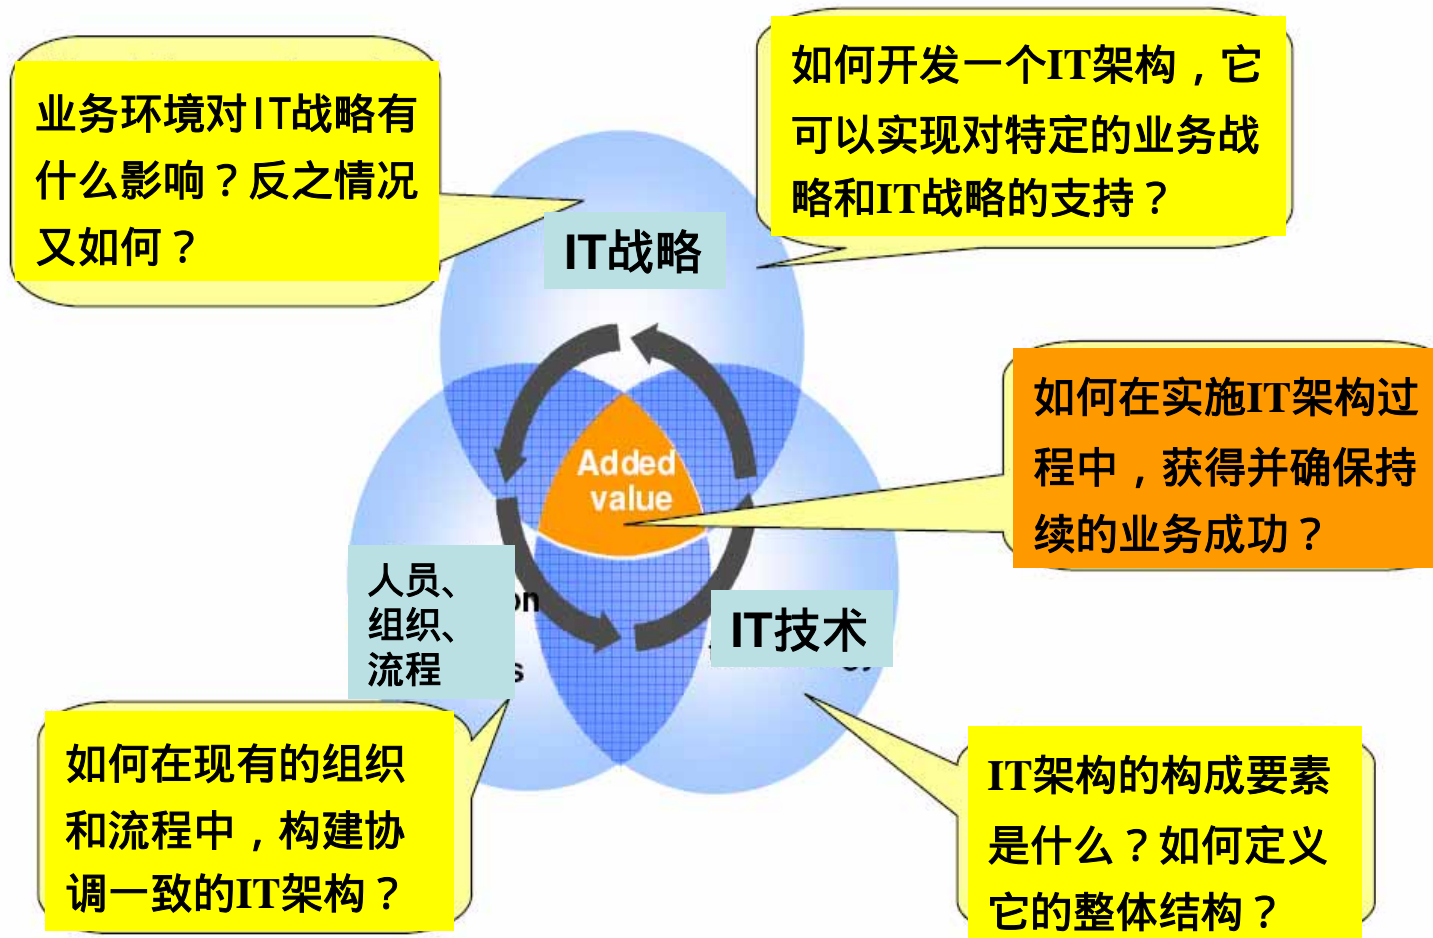 业务环境对IT战略有
什么影响？反之情况
又如何？
如何开发一个IT架构，它
可以实现对特定的业务战
略和IT战略的支持？
IT战略
如何在实施IT架构过
程中，获得并确保持
续的业务成功？
Added
value
人员、
组织、
流程
on
s
IT技术
如何在现有的组织
和流程中，构建协
调一致的IT架构？
IT架构的构成要素
是什么？如何定义
它的整体结构？